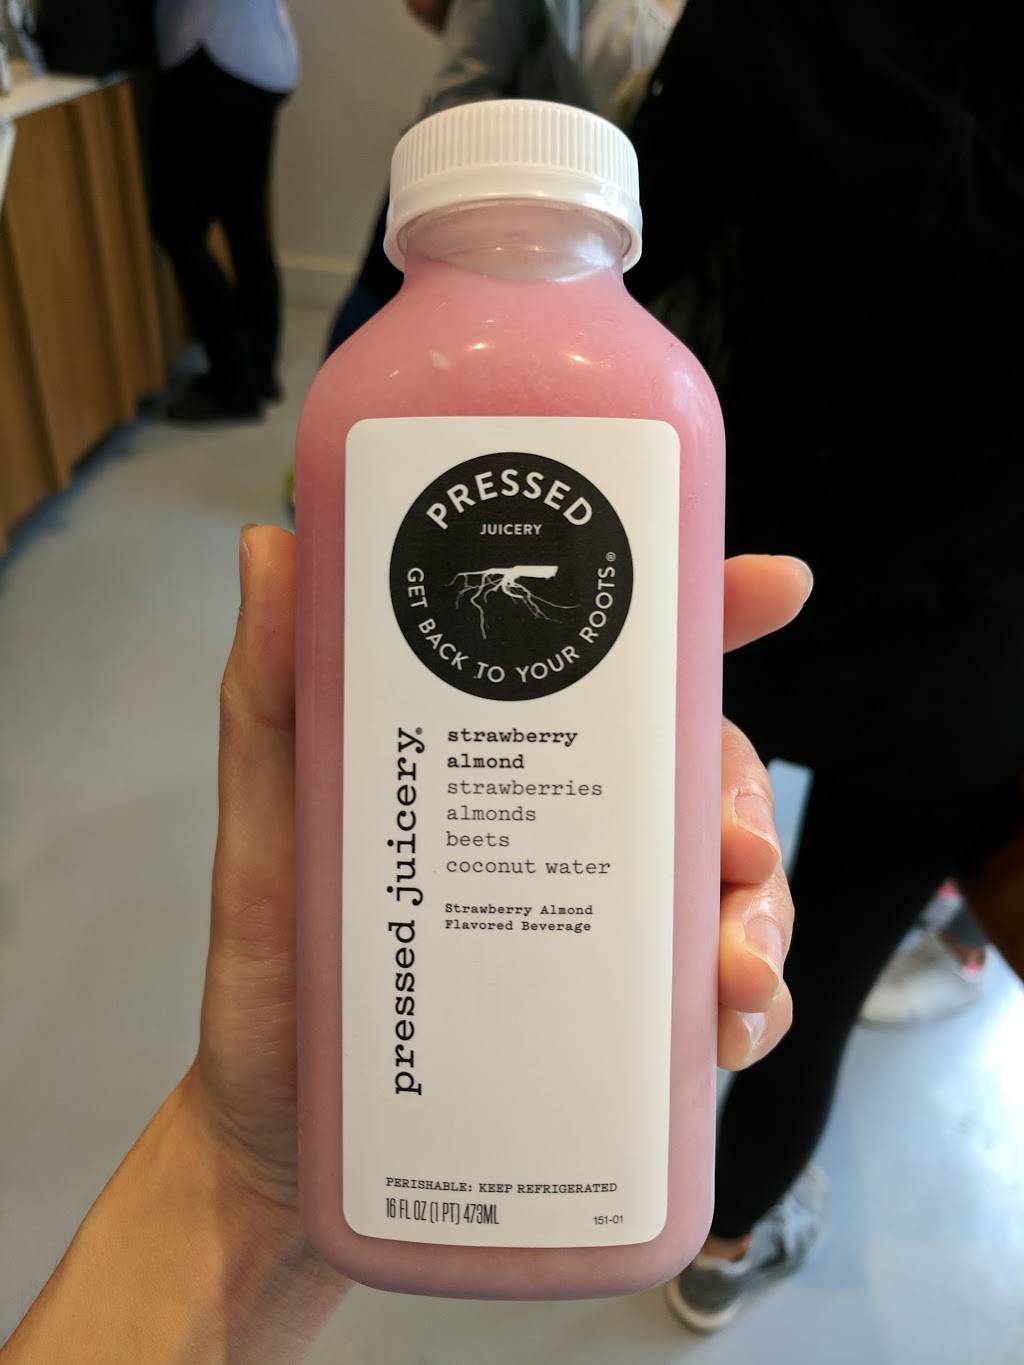 PRESSED
JUICERY
GET BACK TO YOUR ROOTS®
pressed juicery®
strawberry
almond
strawberries
almonds
beets
coconut water
Strawberry Almond
Flavored Beverage
PERISHABLE: KEEP REFRIGERATED
16 FL OZ (1 PT) 473ML
151-01